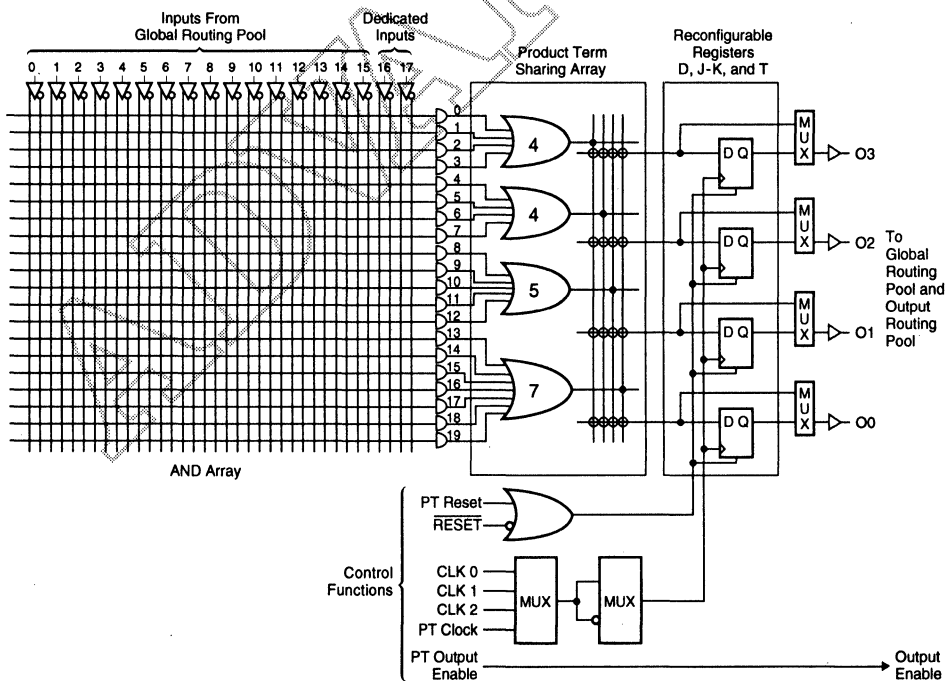 Inputs From
Global Routing Pool
Dedicated
Inputs
0 1 2 3 4 5 6 7 8 9 10 11 12 13 14 15 16 17
Product Term
Sharing Array
Reconfigurable
Registers
D, J-K, and T
0
1
2
3
4
5
6
7
8
9
10
11
12
13
14
15
16
17
18
19
4
4
5
7
D Q
D Q
D Q
D Q
MUX
MUX
MUX
MUX
O3
O2
O1
O0
To
Global
Routing
Pool and
Output
Routing
Pool
AND Array
Control
Functions
PT Reset
RESET
CLK 0
CLK 1
CLK 2
PT Clock
MUX
MUX
PT Output
Enable
Output
Enable